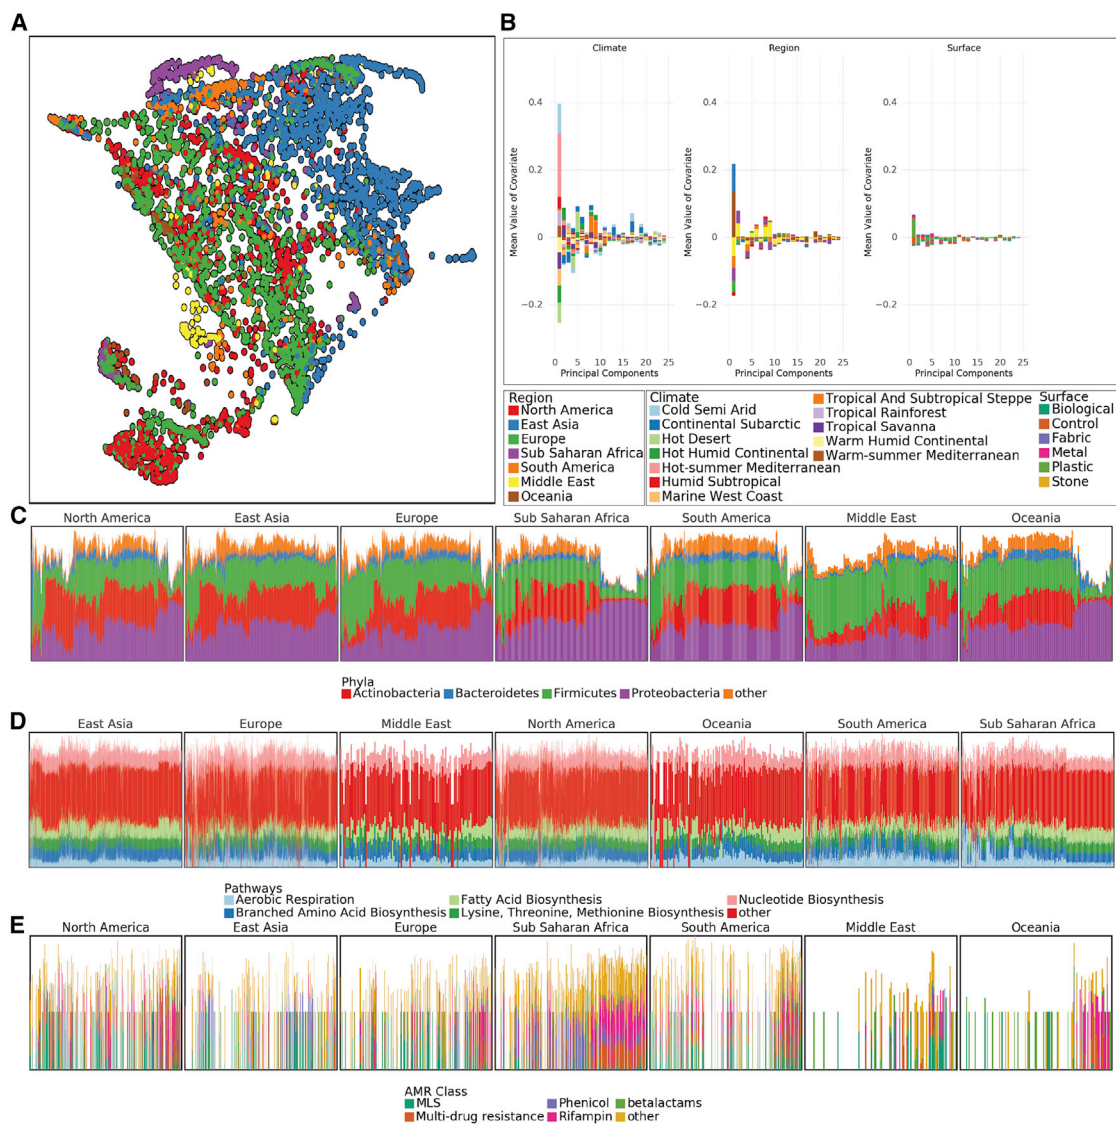 A
B
Climate
Region
Surface
Mean Value of Covariate
0.4
0.2
0
−0.2
0 5 10 15 20 25
Principal Components
Mean Value of Covariate
0.4
0.2
0
−0.2
0 5 10 15 20 25
Principal Components
Mean Value of Covariate
0.4
0.2
0
−0.2
0 5 10 15 20 25
Principal Components
Region
North America
East Asia
Europe
Sub Saharan Africa
South America
Middle East
Oceania
Climate
Cold Semi Arid
Continental Subarctic
Hot Desert
Hot Humid Continental
Hot-summer Mediterranean
Humid Subtropical
Marine West Coast
Tropical And Subtropical Steppe
Tropical Rainforest
Tropical Savanna
Warm Humid Continental
Warm-summer Mediterranean
Surface
Biological
Control
Fabric
Metal
Plastic
Stone
C
North America East Asia Europe Sub Saharan Africa South America Middle East Oceania
Phyla
Actinobacteria Bacteroidetes Firmicutes Proteobacteria other
D
East Asia Europe Middle East North America Oceania South America Sub Saharan Africa
Pathways
Aerobic Respiration Fatty Acid Biosynthesis Nucleotide Biosynthesis
Branched Amino Acid Biosynthesis Lysine, Threonine, Methionine Biosynthesis other
E
North America East Asia Europe Sub Saharan Africa South America Middle East Oceania
AMR Class
MLS Phenicol betalactams
Multi-drug resistance Rifampin other